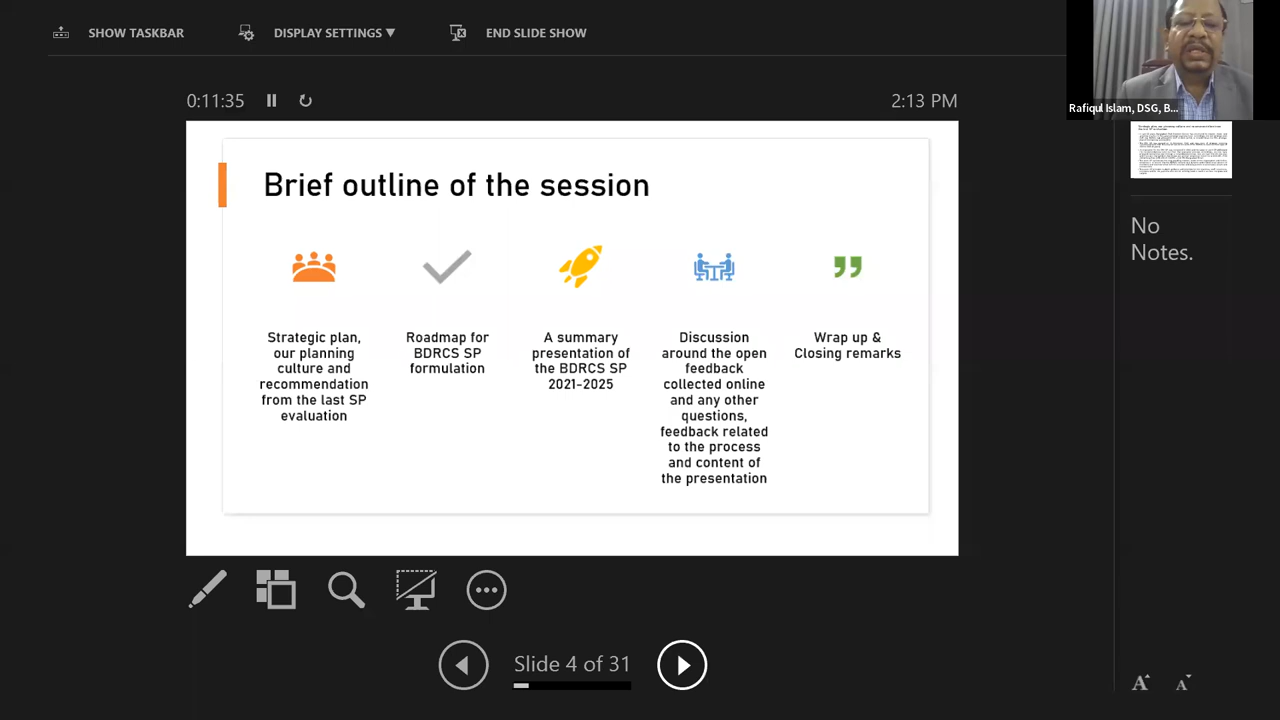 SHOW TASKBAR
DISPLAY SETTINGS ▼
END SLIDE SHOW
0:11:35
2:13 PM
Rafiqul Islam, DSG, B...
Brief outline of the session
Strategic plan,
our planning
culture and
recommendation
from the last SP
evaluation
Roadmap for
BDRCS SP
formulation
A summary
presentation of
the BDRCS SP
2021-2025
Discussion
around the open
feedback
collected online
and any other
questions,
feedback related
to the process
and content of
the presentation
Wrap up &
Closing remarks
No
Notes.
Slide 4 of 31
A
A